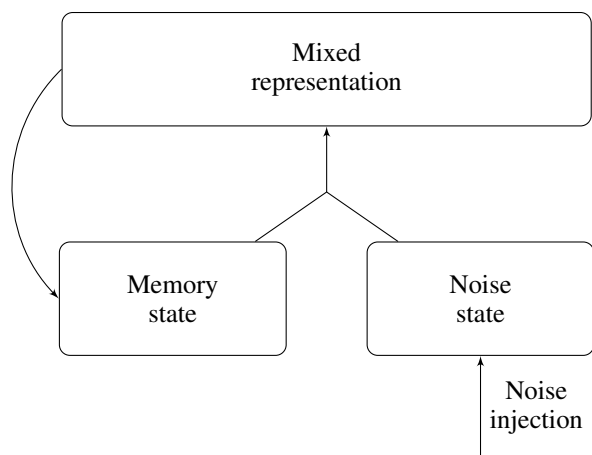 Mixed
representation
Memory
state
Noise
state
Noise
injection